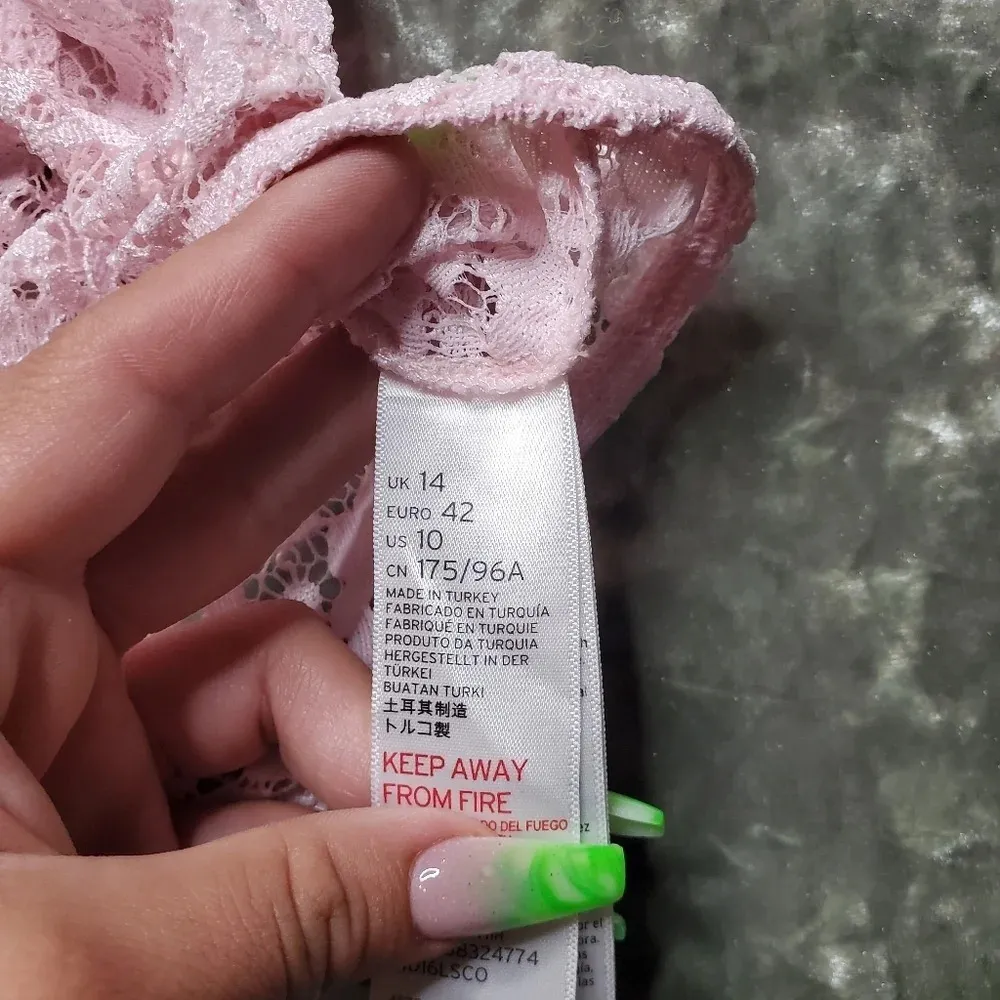 UK 14
EURO 42
US 10
CN 175/96A
MADE IN TURKEY
FABRICADO EN TURQUÍA
FABRIQUÉ EN TURQUIE
PRODUTO DA TURQUIA
HERGESTELLT IN DER
TÜRKEI
BUATAN TURKI
土耳其制造
トルコ製
KEEP AWAY
FROM FIRE
DEL FUEGO